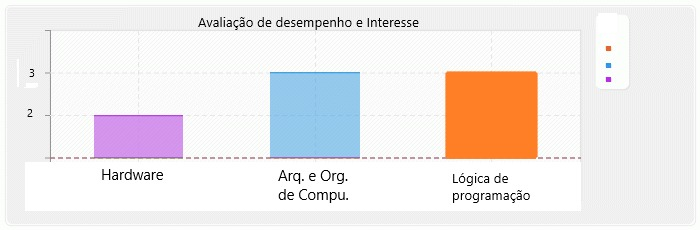 Avaliação de desempenho e Interesse
3
2
Hardware
Arq. e Org.
de Compu.
Lógica de
programação